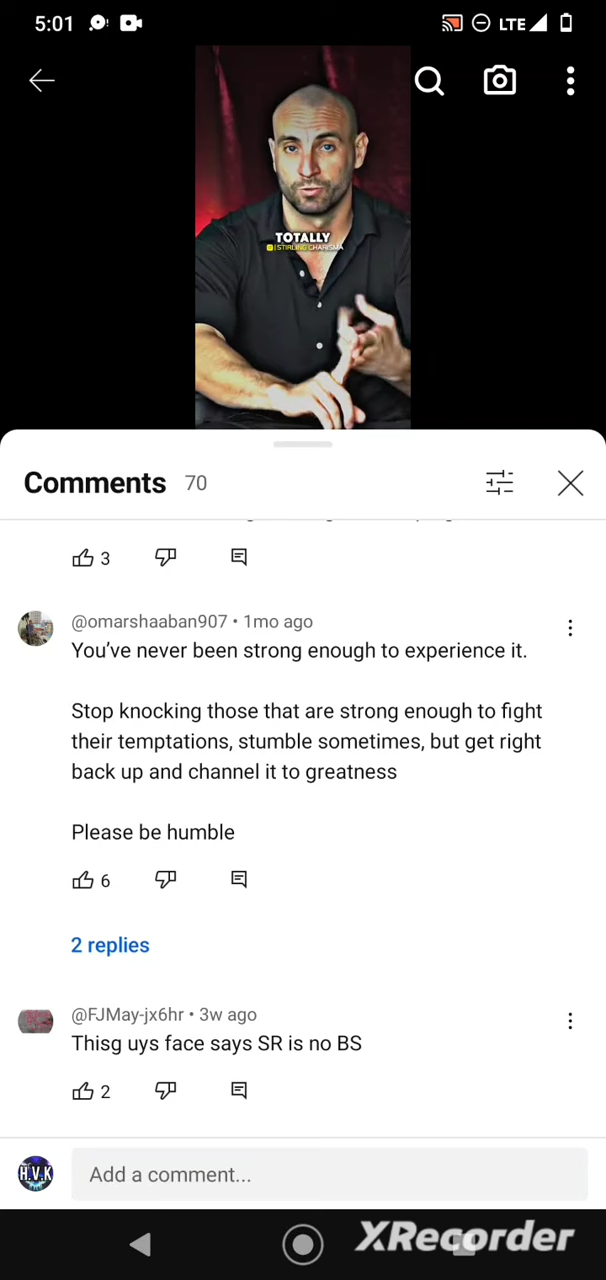 5:01
LTE
TOTALLY
STIRLING CHARISMA
Comments 70
3
@omarshaaban907 • 1mo ago
You've never been strong enough to experience it.
Stop knocking those that are strong enough to fight
their temptations, stumble sometimes, but get right
back up and channel it to greatness
Please be humble
6
2 replies
@FJMay-jx6hr • 3w ago
Thisg uys face says SR is no BS
2
H.V.K
Add a comment...
XRecorder